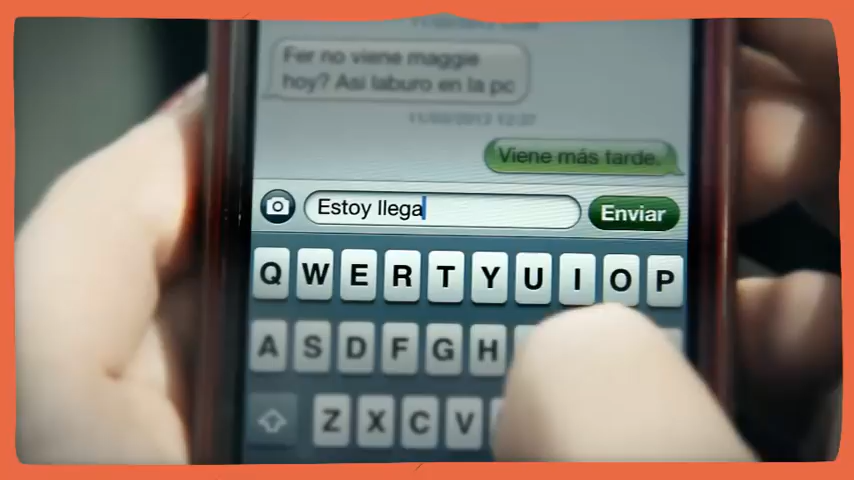 Fer no viene maggie
hoy? Asi laburo en la pc
Viene más tarde.
Estoy llega
Enviar
Q W E R T Y U I O P
A S D F G H
Z X C V